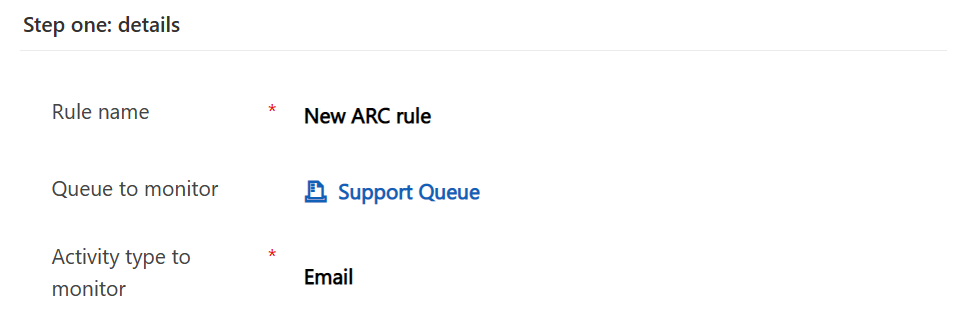 Step one: details
Rule name * New ARC rule
Queue to monitor Support Queue
Activity type to * Email
monitor